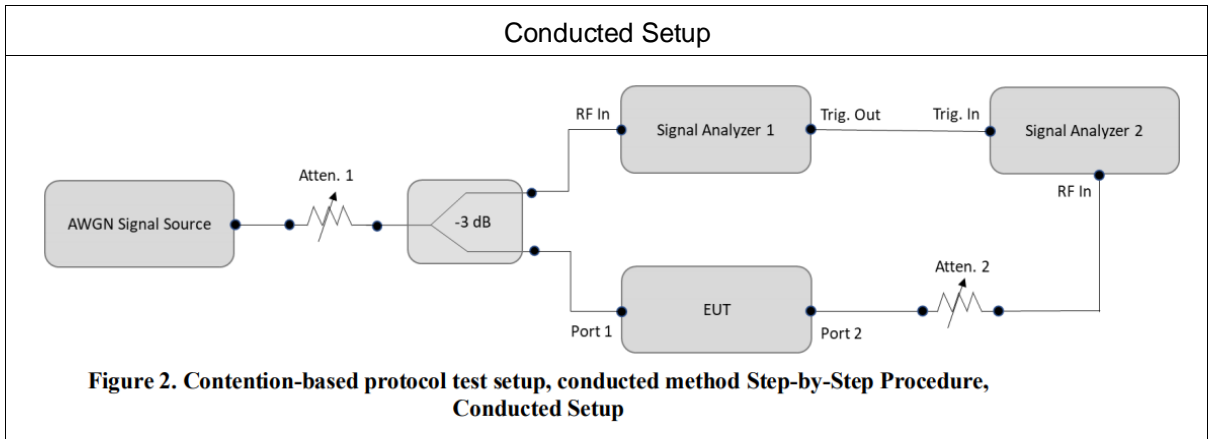 Conducted Setup
RF In
Signal Analyzer 1
Trig. Out
Trig. In
Signal Analyzer 2
RF In
Atten. 1
AWGN Signal Source
-3 dB
Atten. 2
EUT
Port 1
Port 2
Figure 2. Contention-based protocol test setup, conducted method Step-by-Step Procedure,
Conducted Setup